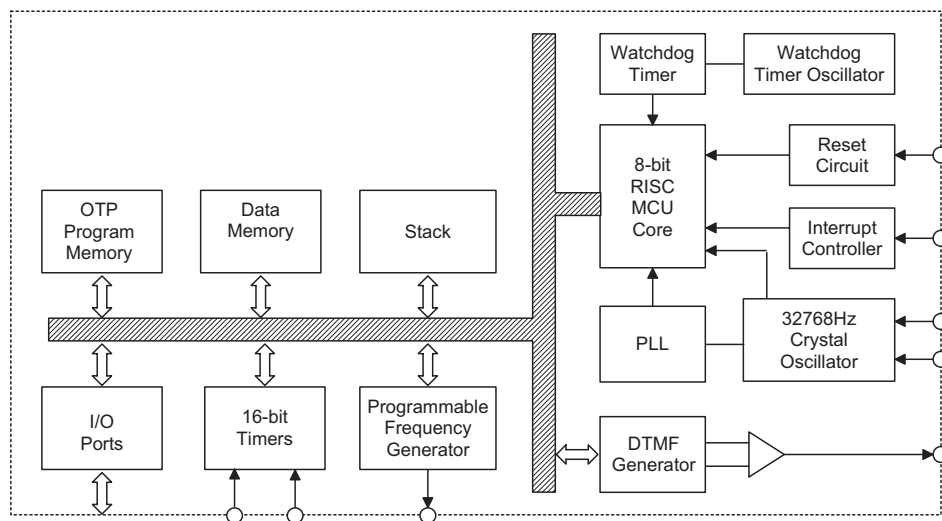 Watchdog
Timer
Watchdog
Timer Oscillator
8-bit
RISC
MCU
Core
Reset
Circuit
OTP
Program
Memory
Data
Memory
Stack
Interrupt
Controller
PLL
32768Hz
Crystal
Oscillator
I/O
Ports
16-bit
Timers
Programmable
Frequency
Generator
DTMF
Generator